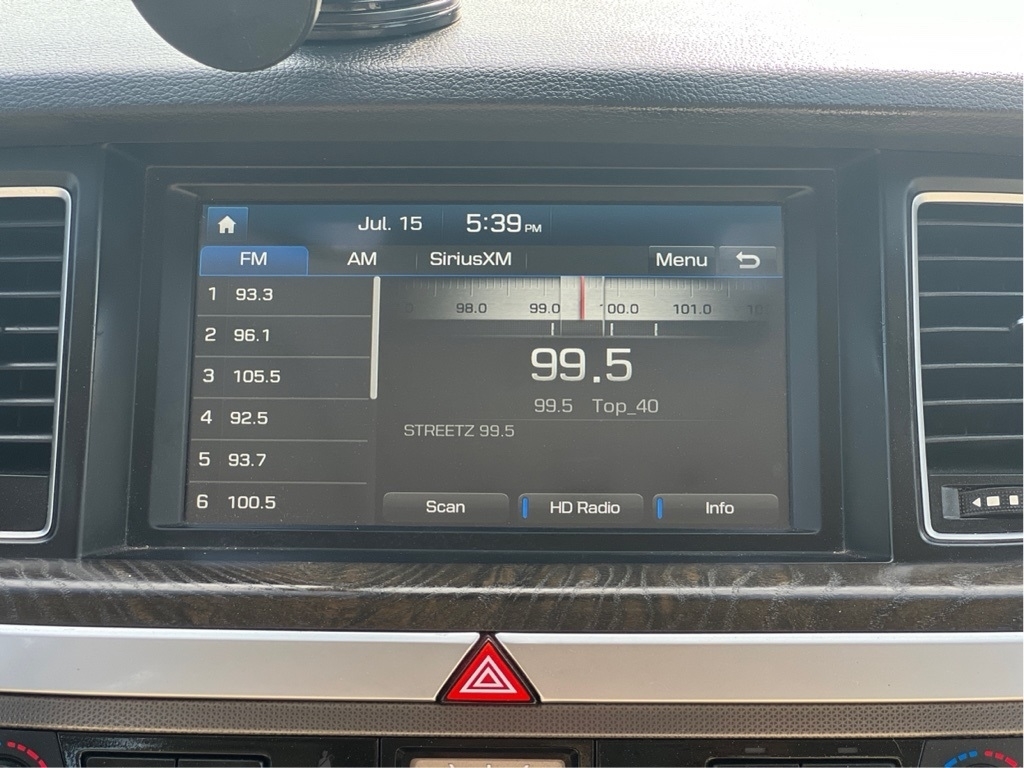 Jul. 15 5:39 PM
FM AM SiriusXM Menu
1 93.3
2 96.1
3 105.5
4 92.5
5 93.7
6 100.5
98.0 99.0 100.0 101.0
99.5
99.5 Top_40
STREETZ 99.5
Scan HD Radio Info